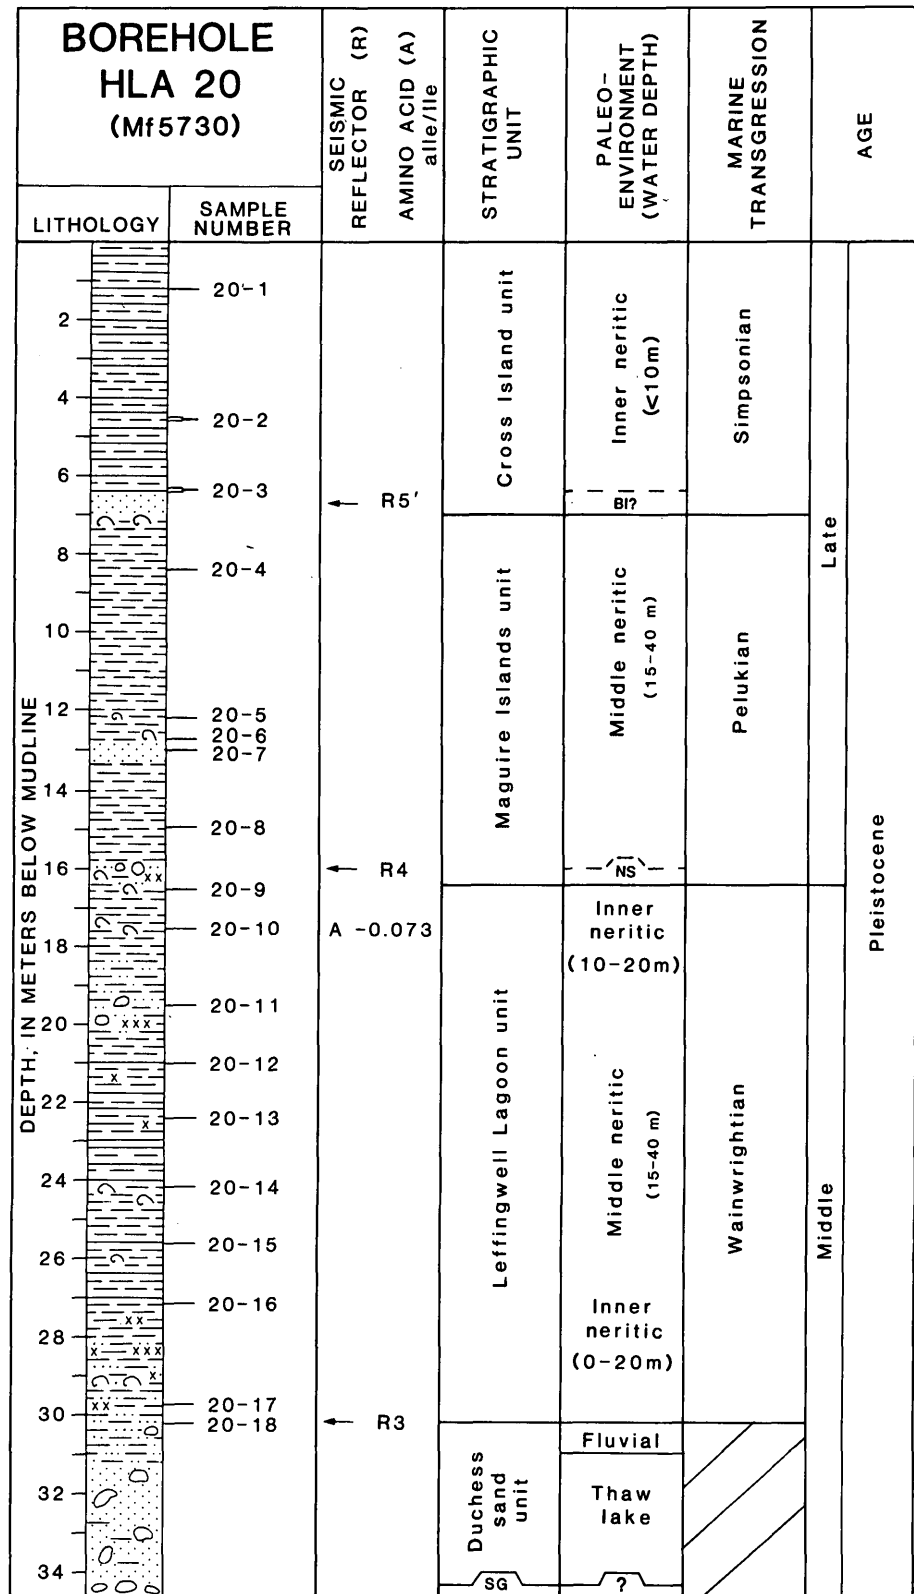 BOREHOLE
HLA 20
(Mf5730)
LITHOLOGY
SAMPLE
NUMBER
SEISMIC
REFLECTOR (R)
AMINO ACID (A)
alle/Ile
STRATIGRAPHIC
UNIT
PALEO-
ENVIRONMENT
(WATER DEPTH)
MARINE
TRANSGRESSION
AGE
DEPTH, IN METERS BELOW MUDLINE
2
4
6
8
10
12
14
16
18
20
22
24
26
28
30
32
34
20-1
20-2
20-3
20-4
20-5
20-6
20-7
20-8
20-9
20-10
20-11
20-12
20-13
20-14
20-15
20-16
20-17
20-18
R5'
R4
A -0.073
R3
Cross Island unit
Maguire Islands unit
Leffingwell Lagoon unit
Duchess
sand
unit
SG
Inner neritic
(<10m)
BI?
Middle neritic
(15-40 m)
NS
Inner
neritic
(10-20m)
Middle neritic
(15-40 m)
Inner
neritic
(0-20m)
Fluvial
Thaw
lake
?
Simpsonian
Pelukian
Wainwrightian
Late
Middle
Pleistocene